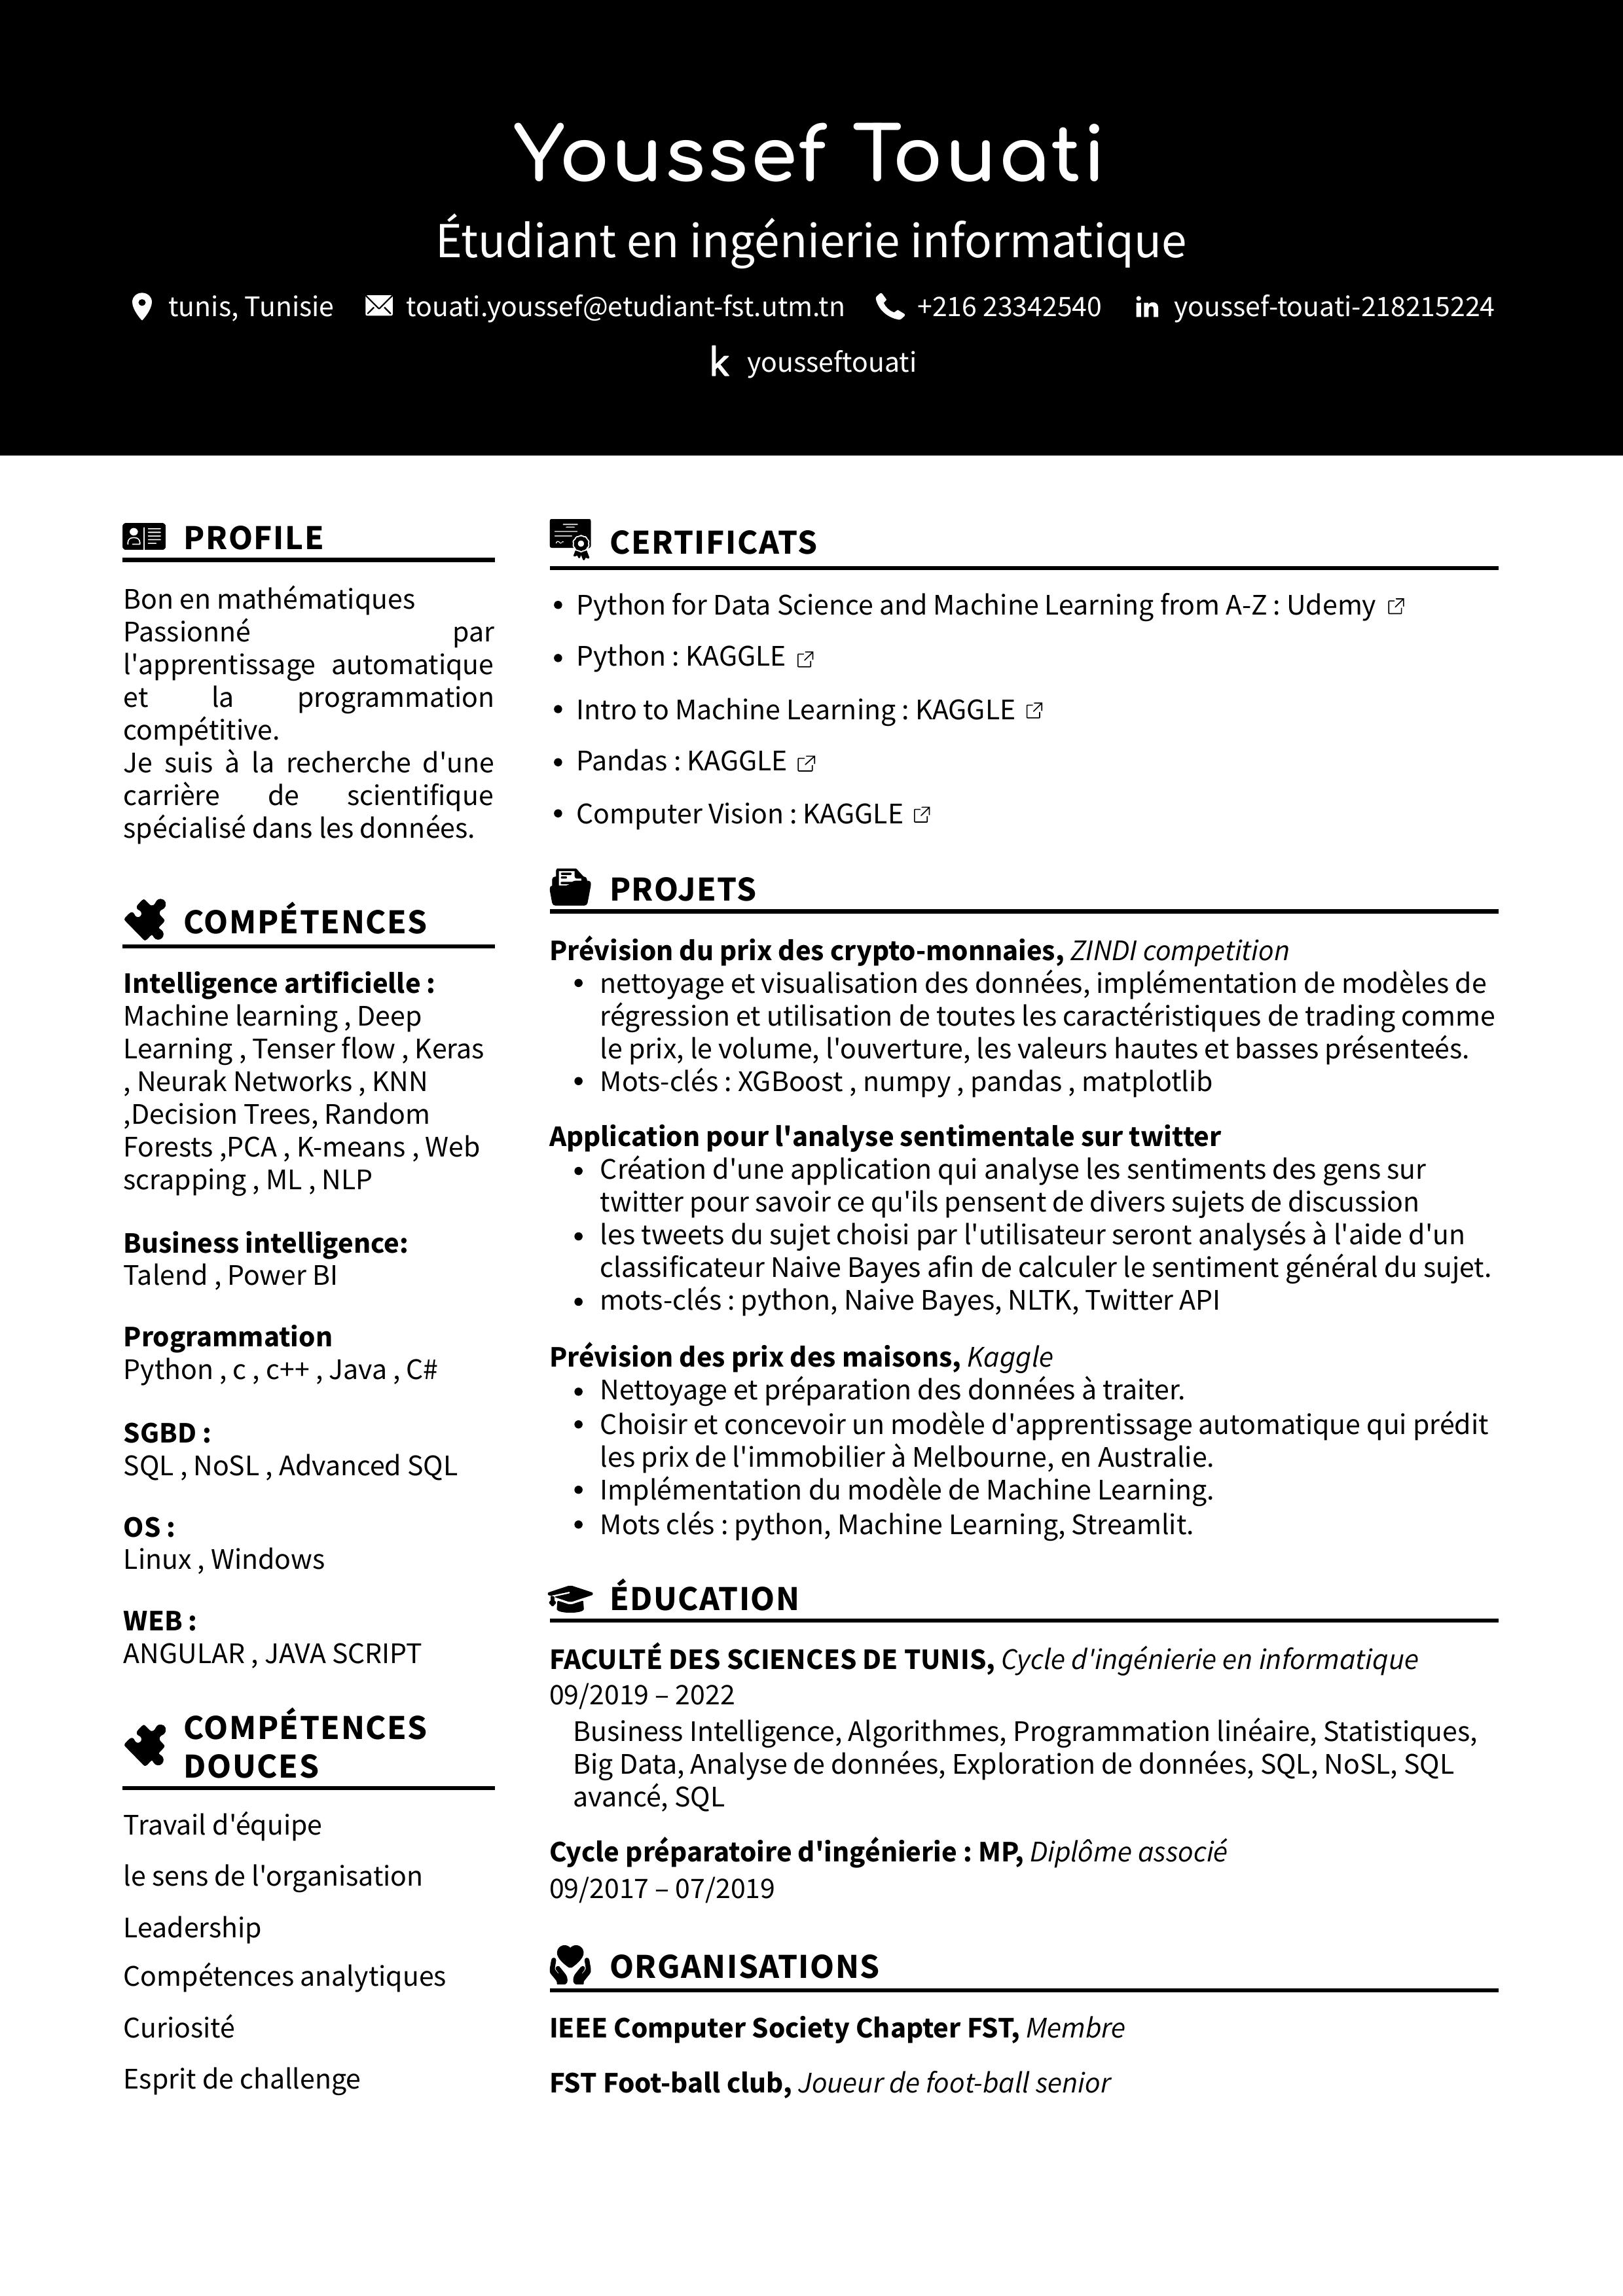 Youssef Touati
Étudiant en ingénierie informatique
tunis, Tunisie touati.youssef@etudiant-fst.utm.tn +216 23342540 in youssef-touati-218215224
k yousseftouati
PROFILE
Bon en mathématiques
Passionné par
l'apprentissage automatique
et la programmation
compétitive.
Je suis à la recherche d'une
carrière de scientifique
spécialisé dans les données.
COMPÉTENCES
Intelligence artificielle :
Machine learning , Deep
Learning , Tenser flow , Keras
, Neurak Networks , KNN
,Decision Trees, Random
Forests ,PCA , K-means , Web
scrapping , ML , NLP
Business intelligence:
Talend , Power BI
Programmation
Python , c , c++ , Java , C#
SGBD :
SQL , NoSL , Advanced SQL
OS :
Linux , Windows
WEB :
ANGULAR , JAVA SCRIPT
COMPÉTENCES
DOUCES
Travail d'équipe
le sens de l'organisation
Leadership
Compétences analytiques
Curiosité
Esprit de challenge
CERTIFICATS
• Python for Data Science and Machine Learning from A-Z : Udemy
• Python : KAGGLE
• Intro to Machine Learning : KAGGLE
• Pandas : KAGGLE
• Computer Vision : KAGGLE
PROJETS
Prévision du prix des crypto-monnaies, ZINDI competition
• nettoyage et visualisation des données, implémentation de modèles de
régression et utilisation de toutes les caractéristiques de trading comme
le prix, le volume, l'ouverture, les valeurs hautes et basses présenteés.
• Mots-clés : XGBoost , numpy , pandas , matplotlib
Application pour l'analyse sentimentale sur twitter
• Création d'une application qui analyse les sentiments des gens sur
twitter pour savoir ce qu'ils pensent de divers sujets de discussion
• les tweets du sujet choisi par l'utilisateur seront analysés à l'aide d'un
classificateur Naive Bayes afin de calculer le sentiment général du sujet.
• mots-clés : python, Naive Bayes, NLTK, Twitter API
Prévision des prix des maisons, Kaggle
• Nettoyage et préparation des données à traiter.
• Choisir et concevoir un modèle d'apprentissage automatique qui prédit
les prix de l'immobilier à Melbourne, en Australie.
• Implémentation du modèle de Machine Learning.
• Mots clés : python, Machine Learning, Streamlit.
ÉDUCATION
FACULTÉ DES SCIENCES DE TUNIS, Cycle d'ingénierie en informatique
09/2019 – 2022
Business Intelligence, Algorithmes, Programmation linéaire, Statistiques,
Big Data, Analyse de données, Exploration de données, SQL, NoSL, SQL
avancé, SQL
Cycle préparatoire d'ingénierie : MP, Diplôme associé
09/2017 – 07/2019
ORGANISATIONS
IEEE Computer Society Chapter FST, Membre
FST Foot-ball club, Joueur de foot-ball senior